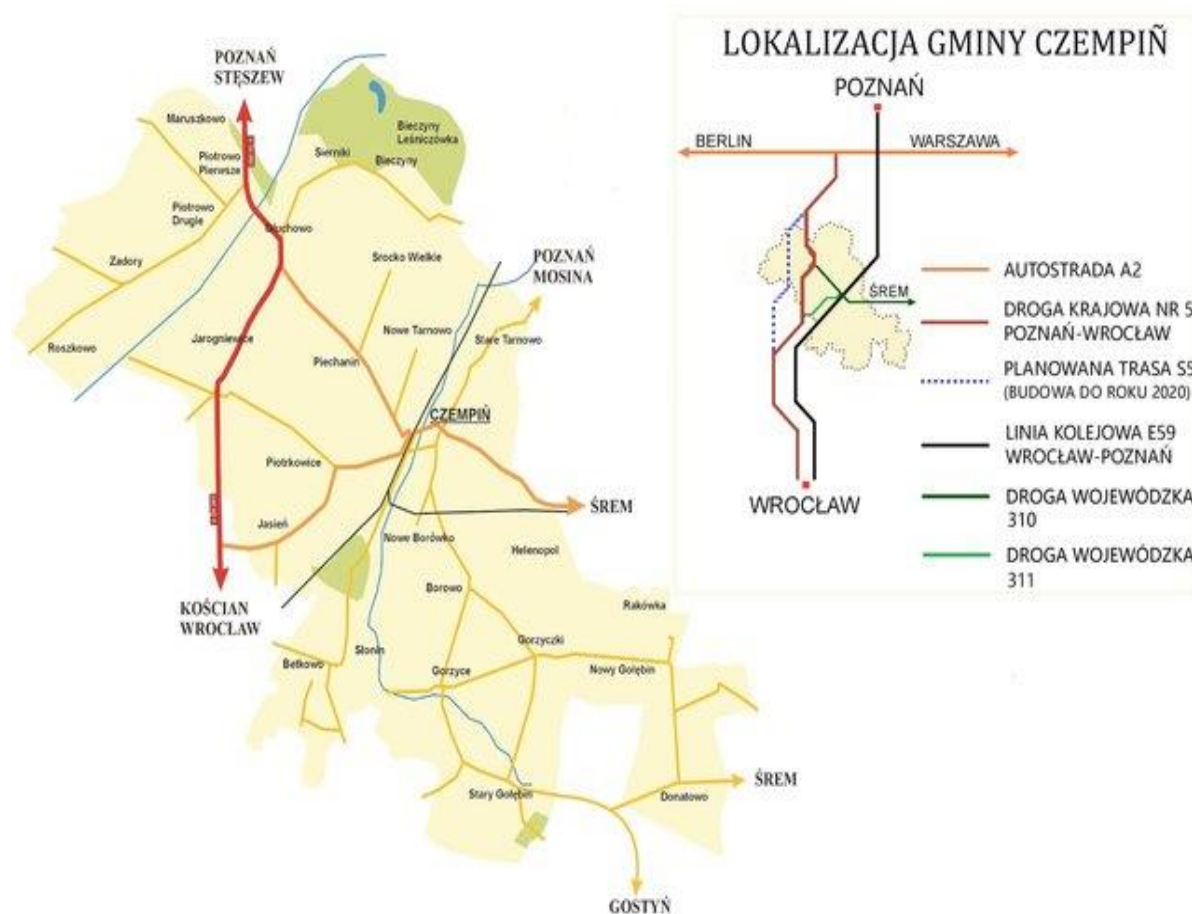 LOKALIZACJA GMINY CZEMPIÑ
POZNAŃ
BERLIN
WARSZAWA
ŚREM
WROCŁAW
AUTOSTRADA A2
DROGA KRAJOWA NR 5
POZNAŃ-WROCŁAW
PLANOWANA TRASA S5
(BUDOWA DO ROKU 2020)
LINIA KOLEJOWA E59
WROCŁAW-POZNAÑ
DROGA WOJEWÓDZKA
310
DROGA WOJEWÓDZKA
311
POZNAÑ
STĘSZEW
Maruszkowo
Piotrowo
Pierwsze
Bieczyny
Leśniczówka
Sierniki
Bieczyny
Piotrowo
Drugie
Głuchowo
Zadory
Srocko Wielkie
POZNAÑ
MOSINA
Roszkowo
Jarogniewice
Nowe Tarnowo
Stare Tarnowo
Piechanin
CZEMPIŃ
Piotrkowice
ŚREM
Jasień
Nowe Borówko
Helenopol
Borowo
KOŚCIAN
WROCŁAW
Rakówka
Słonin
Gorzyczki
Betkowo
Gorzyce
Nowy Gołębin
ŚREM
Stary Gołębin
Donatowo
GOSTYŃ